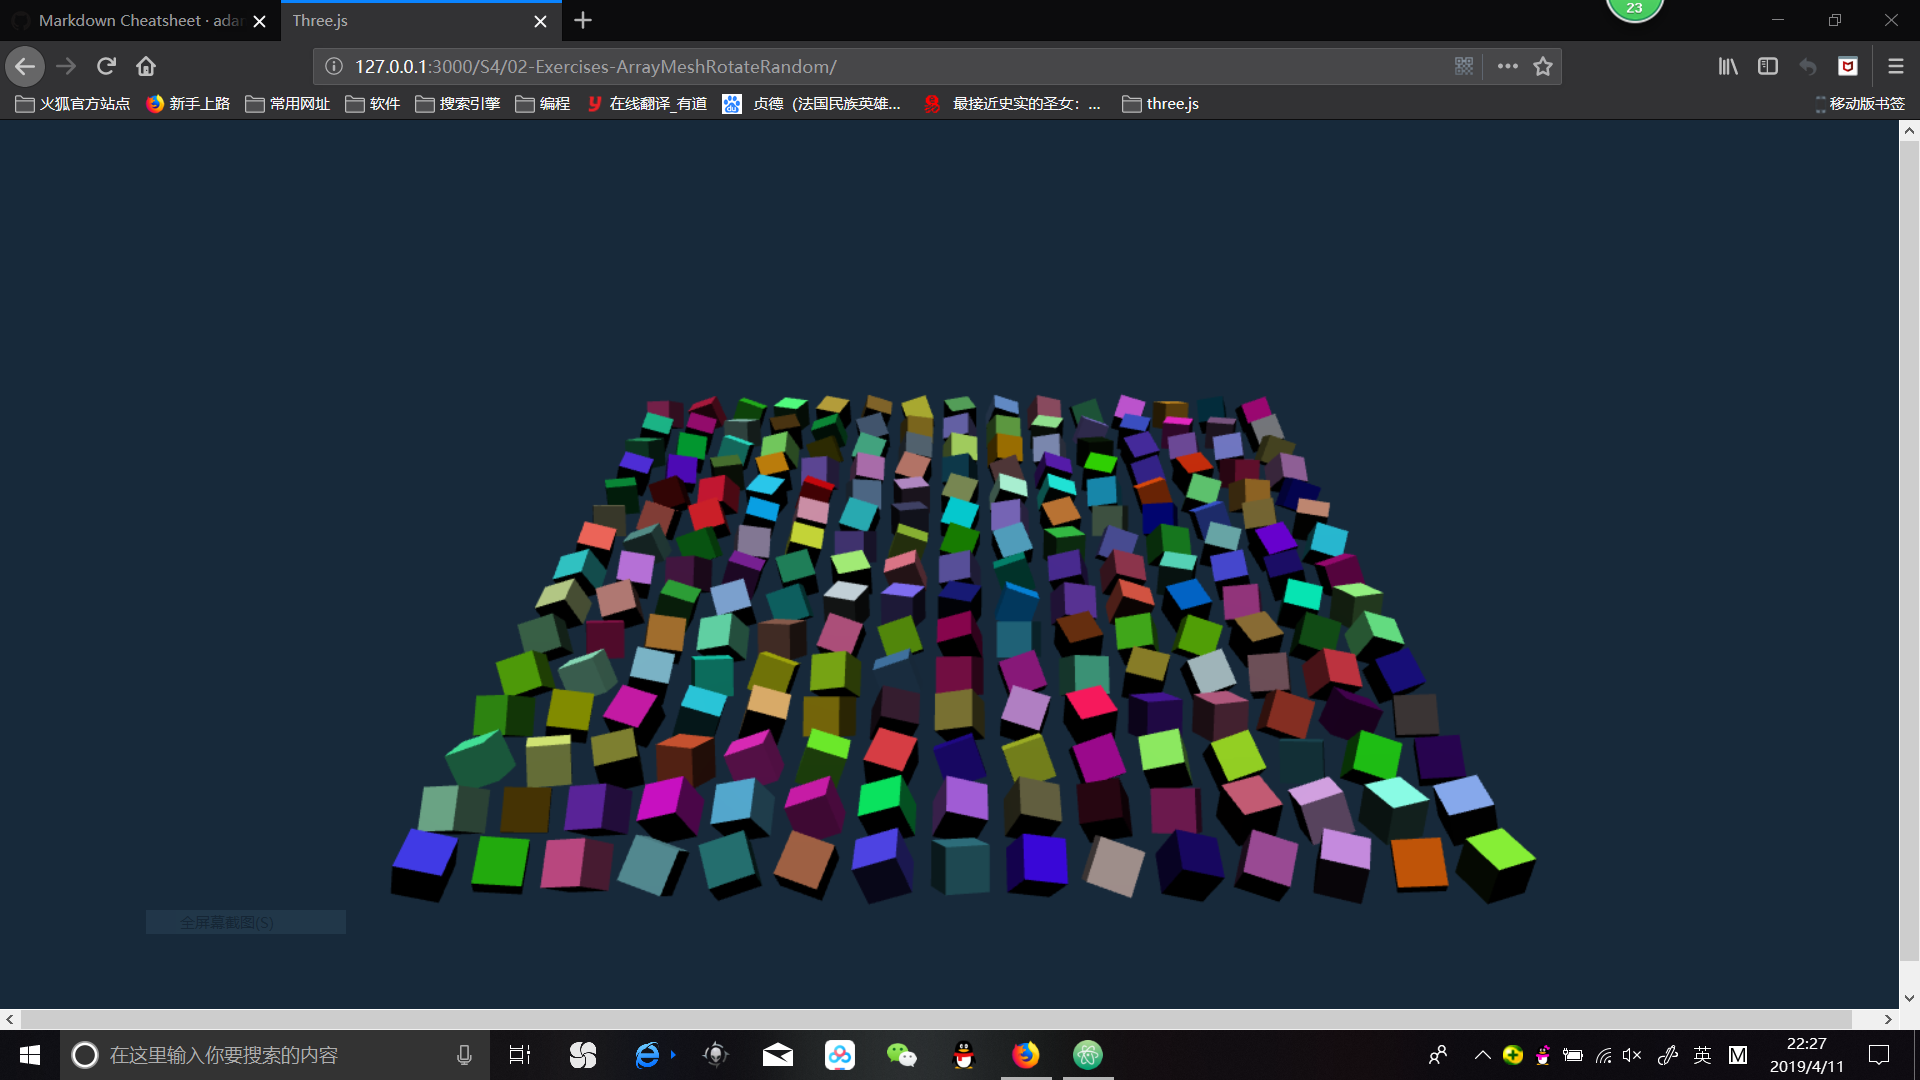 Markdown Cheatsheet · adar
Three.js
23
127.0.0.1:3000/S4/02-Exercises-ArrayMeshRotateRandom/
火狐官方站点 新手上路 常用网址 软件 搜索引擎 编程 在线翻译_有道 贞德（法国民族英雄... 最接近史实的圣女：... three.js 移动版书签
全屏幕截图(S)
在这里输入你要搜索的内容
英
M
22:27
2019/4/11